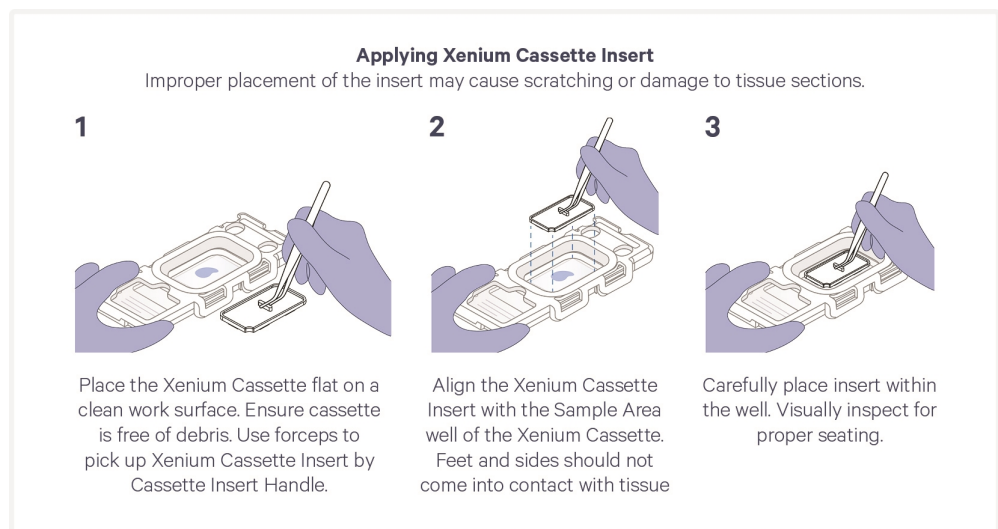 Applying Xenium Cassette Insert
Improper placement of the insert may cause scratching or damage to tissue sections.
1
Place the Xenium Cassette flat on a
clean work surface. Ensure cassette
is free of debris. Use forceps to
pick up Xenium Cassette Insert by
Cassette Insert Handle.
2
Align the Xenium Cassette
Insert with the Sample Area
well of the Xenium Cassette.
Feet and sides should not
come into contact with tissue
3
Carefully place insert within
the well. Visually inspect for
proper seating.